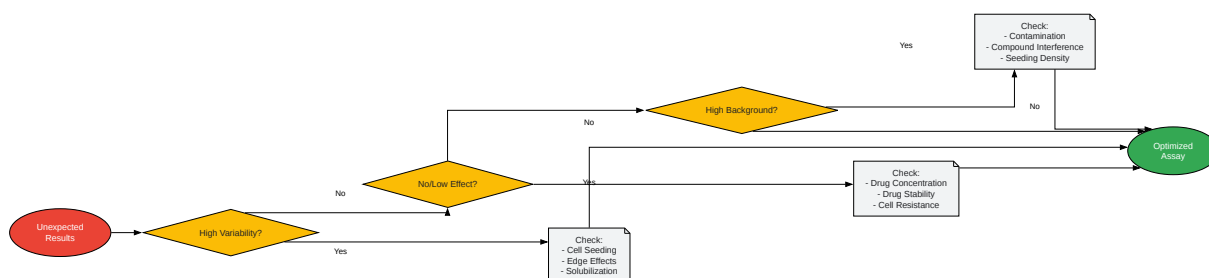 Unexpected
Results
High Variability?
Yes
Check:
- Cell Seeding
- Edge Effects
- Solubilization
No
No/Low Effect?
Yes
Check:
- Drug Concentration
- Drug Stability
- Cell Resistance
No
High Background?
Yes
Check:
- Contamination
- Compound Interference
- Seeding Density
No
Optimized
Assay